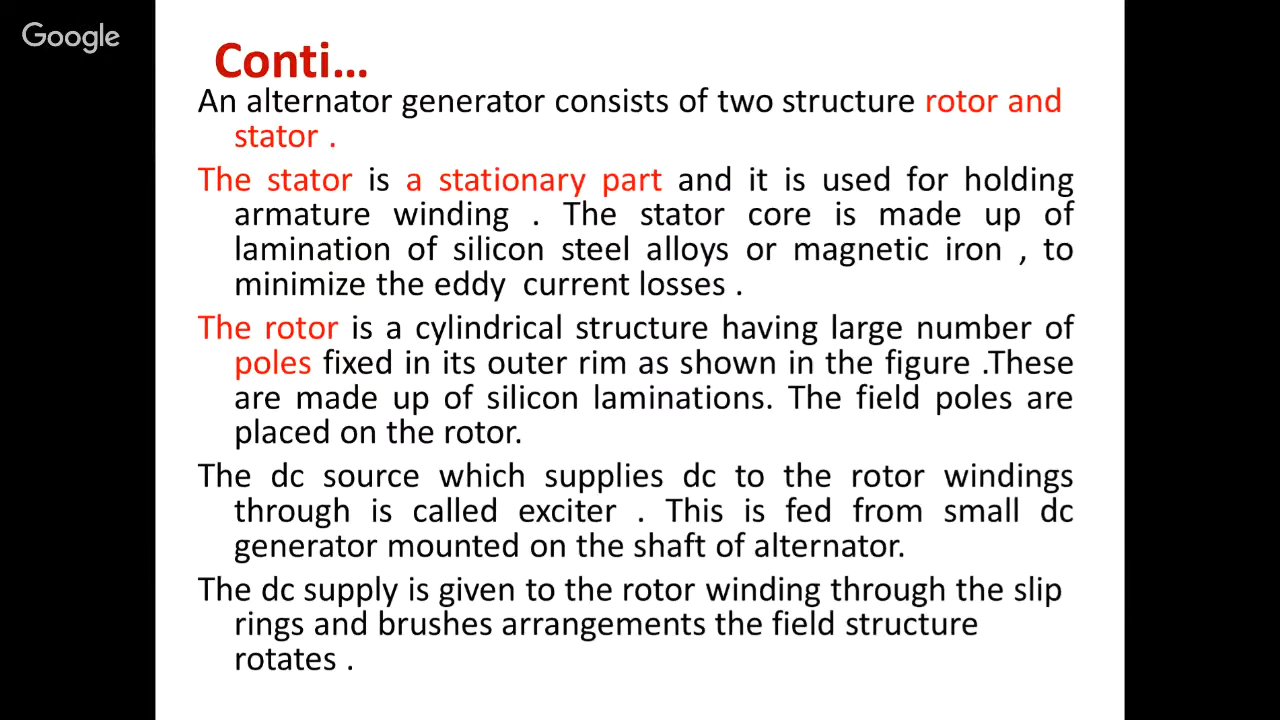 Google
Conti...
An alternator generator consists of two structure rotor and
stator .
The stator is a stationary part and it is used for holding
armature winding . The stator core is made up of
lamination of silicon steel alloys or magnetic iron , to
minimize the eddy current losses .
The rotor is a cylindrical structure having large number of
poles fixed in its outer rim as shown in the figure .These
are made up of silicon laminations. The field poles are
placed on the rotor.
The dc source which supplies dc to the rotor windings
through is called exciter . This is fed from small dc
generator mounted on the shaft of alternator.
The dc supply is given to the rotor winding through the slip
rings and brushes arrangements the field structure
rotates .